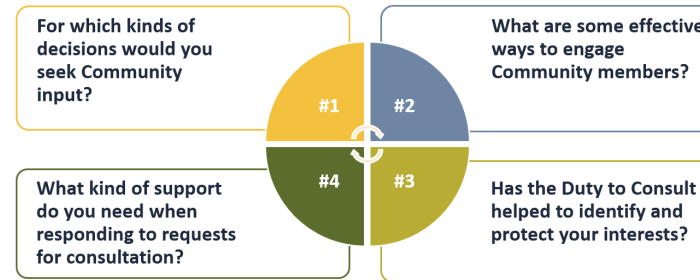 For which kinds of
decisions would you
seek Community
input?
What are some effective
ways to engage
Community members?
#1
#2
#4
#3
What kind of support
do you need when
responding to requests
for consultation?
Has the Duty to Consult
helped to identify and
protect your interests?